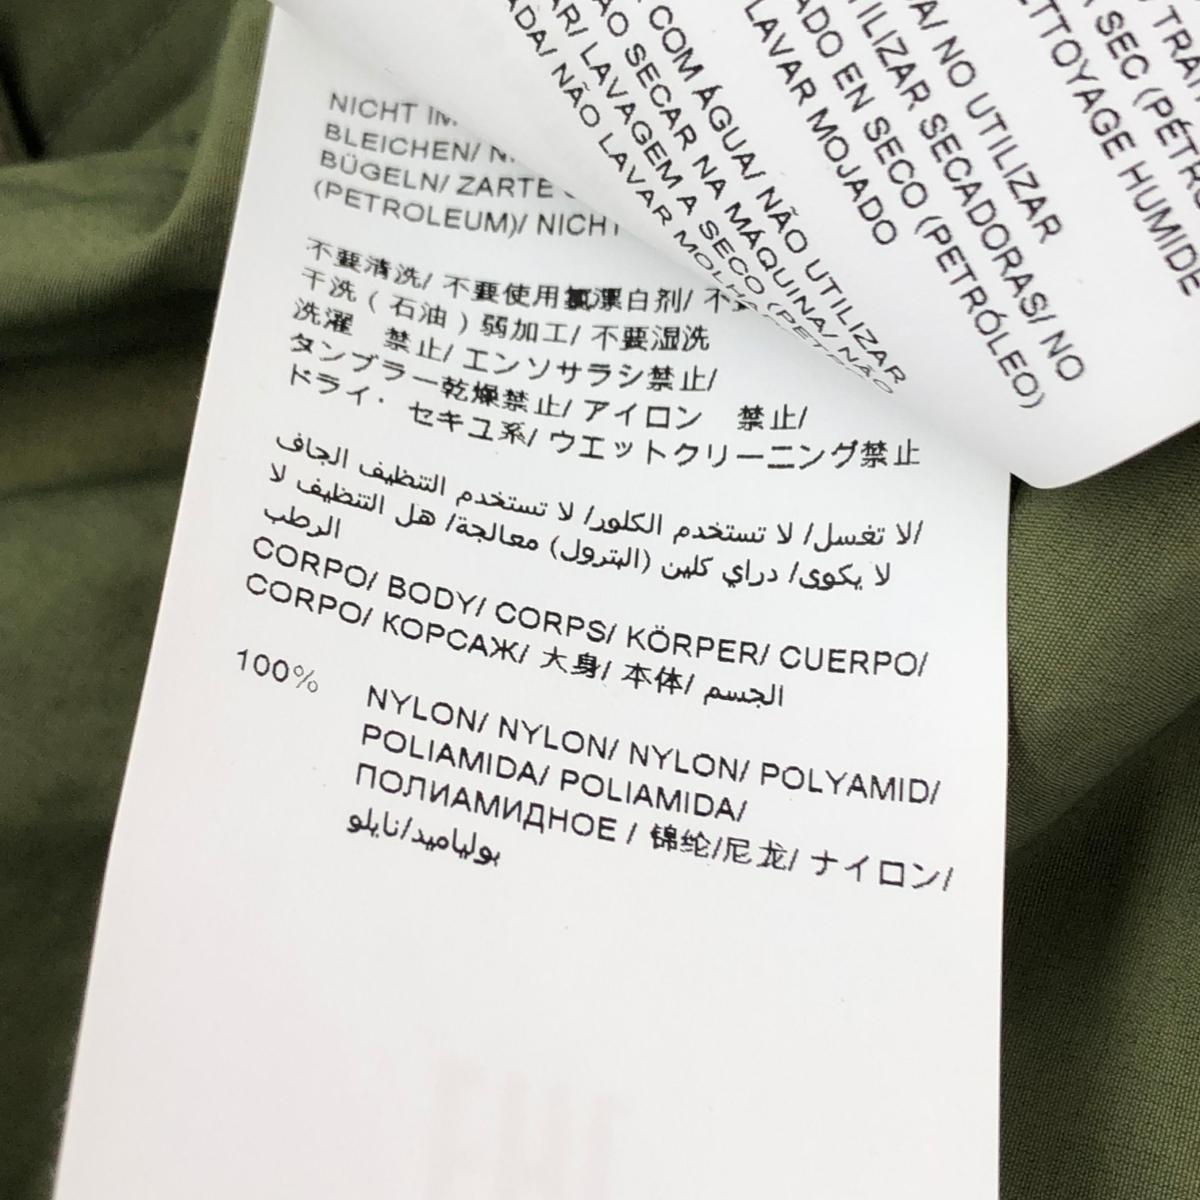 NICHT
BLEICHEN/
BÜGELN/ ZARTE
(PETROLEUM)/ NICHT
不要清洗/ 不要使用氯漂白剂/ 不
干洗 ( 石油 ) 弱加工/ 不要湿洗
洗濯 禁止/ エンソサラシ禁止/
タンブラー乾燥禁止/ アイロン 禁止/
ドライ・ セキユ系/ ウエットクリーニング禁止
لا تغسل/ لا تستخدم الكلور/ لا تستخدم التنظيف الجاف/
لا يكوى/ دراي كلين (البترول) معالجة/ هل التنظيف لا
الرطب
CORPO/ BODY/ CORPS/ KÖRPER/ CUERPO/
CORPO/ КОРСАЖ/ 大身/ 本体/ الجسم
100%
NYLON/ NYLON/ NYLON/ POLYAMID/
POLIAMIDA/ POLIAMIDA/
ПОЛИАМИДНОЕ / 锦纶/尼龙/ ナイロン/
بولياميد/نايلو
COM ÁGUA/ NÃO UTILIZAR
SECAR NA MÁQUINA/ NÃO
LAVAGEM A SECO
NÃO LAVAR
NO UTILIZAR
SECADORAS/ NO
EN SECO (PETRÓLEO)
LAVAR MOJADO
SEC
HUMIDE